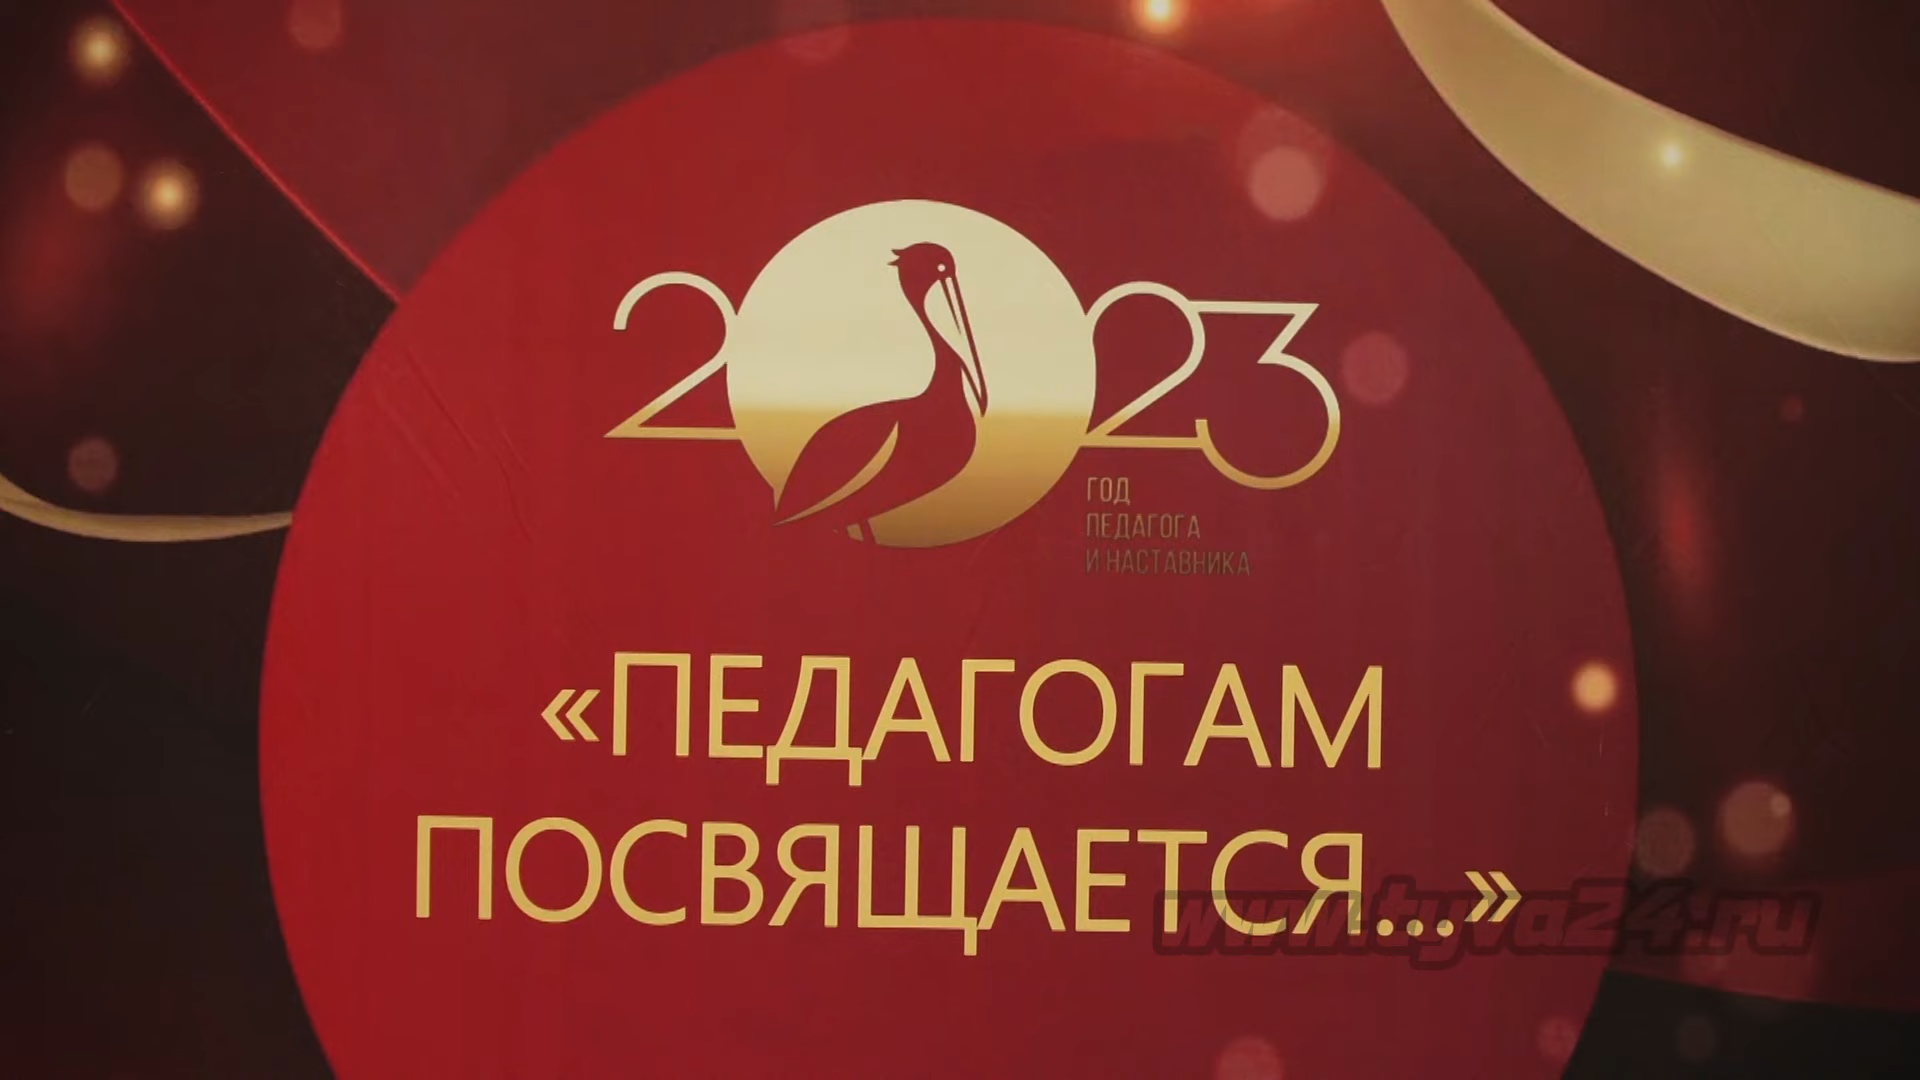 2023
ГОД
ПЕДАГОГА
И НАСТАВНИКА
«ПЕДАГОГАМ
ПОСВЯЩАЕТСЯ...»
www.tyva24.ru